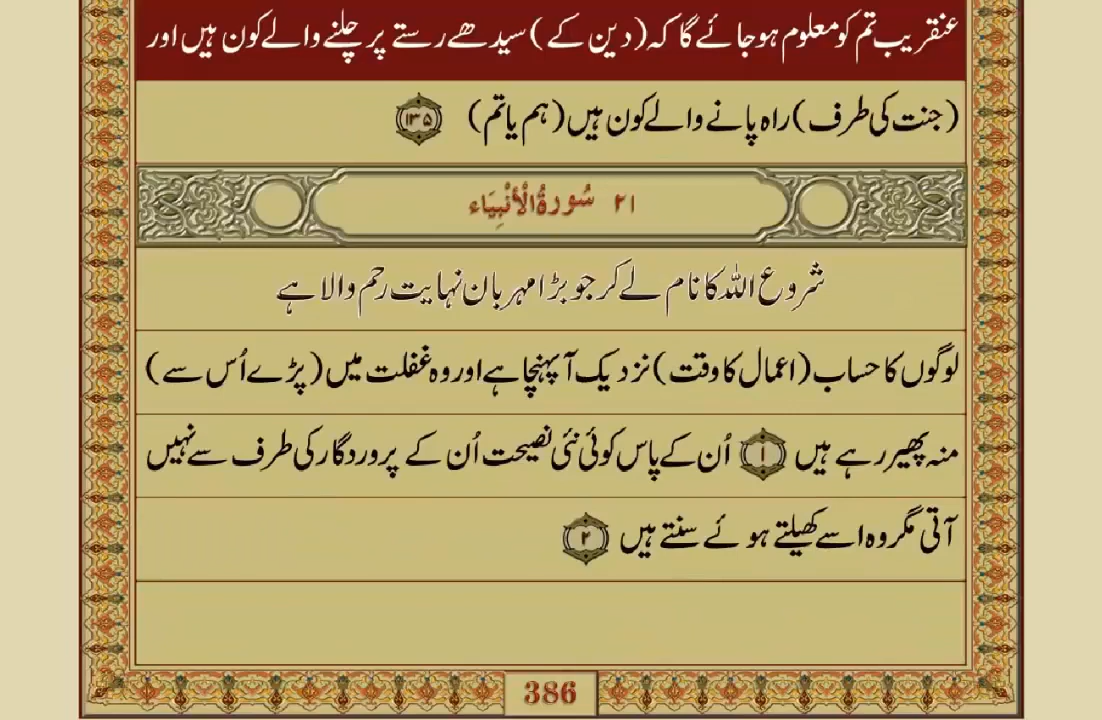 عنقریب تم کو معلوم ہو جائے گا کہ (دین کے) سیدھے رستے پر چلنے والے کون ہیں اور
(جنت کی طرف) راہ پانے والے کون ہیں (ہم یا تم) ۱۳۵
۲۱ سُورۃُ الْأَنْبِیَاء
شروع اللہ کا نام لے کر جو بڑا مہربان نہایت رحم والا ہے
لوگوں کا حساب (اعمال کا وقت) نزدیک آ پہنچا ہے اور وہ غفلت میں (پڑے اُس سے)
منہ پھیر رہے ہیں ۱ اُن کے پاس کوئی نئی نصیحت اُن کے پروردگار کی طرف سے نہیں
آتی مگر وہ اسے کھیلتے ہوئے سنتے ہیں ۲
386